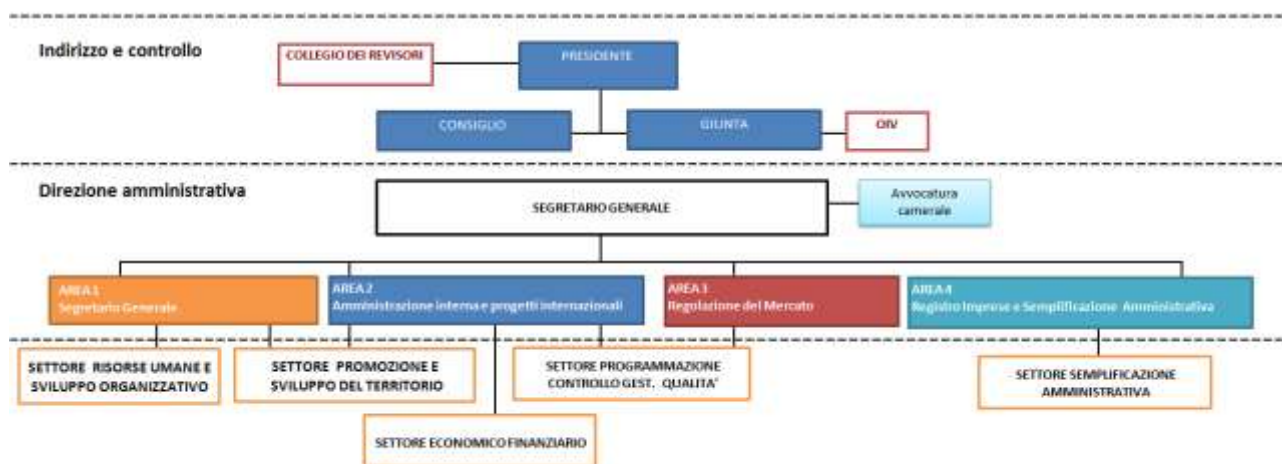 Indirizzo e controllo
COLLEGIO DEI REVISORI
PRESIDENTE
CONSIGLIO
GIUNTA
OIV
Direzione amministrativa
SEGRETARIO GENERALE
Avvocatura
camerale
AREA 1
Segretario Generale
AREA 2
Amministrazione interna e progetti internazionali
AREA 3
Regolazione del Mercato
AREA 4
Registro Imprese e Semplificazione Amministrativa
SETTORE RISORSE UMANE E
SVILUPPO ORGANIZZATIVO
SETTORE PROMOZIONE E
SVILUPPO DEL TERRITORIO
SETTORE PROGRAMMAZIONE
CONTROLLO GEST. QUALITA'
SETTORE SEMPLIFICAZIONE
AMMINISTRATIVA
SETTORE ECONOMICO FINANZIARIO